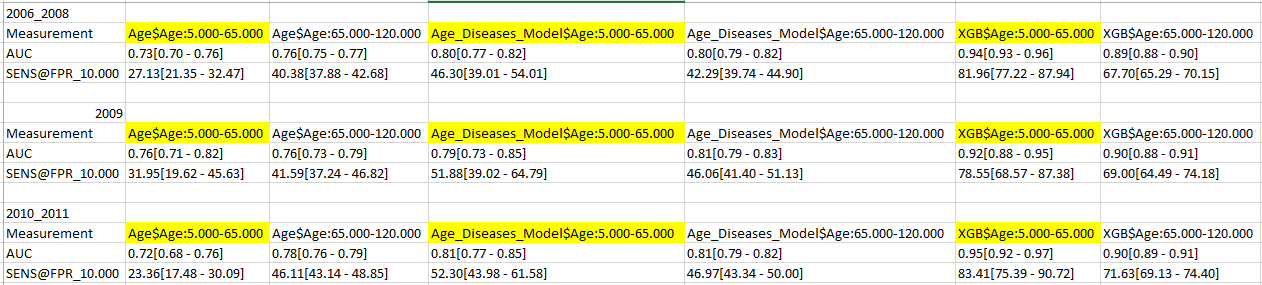 2006_2008
Measurement Age$Age:5.000-65.000 Age$Age:65.000-120.000 Age_Diseases_Model$Age:5.000-65.000 Age_Diseases_Model$Age:65.000-120.000 XGB$Age:5.000-65.000 XGB$Age:65.000-120.000
AUC 0.73[0.70 - 0.76] 0.76[0.75 - 0.77] 0.80[0.77 - 0.82] 0.80[0.79 - 0.82] 0.94[0.93 - 0.96] 0.89[0.88 - 0.90]
SENS@FPR_10.000 27.13[21.35 - 32.47] 40.38[37.88 - 42.68] 46.30[39.01 - 54.01] 42.29[39.74 - 44.90] 81.96[77.22 - 87.94] 67.70[65.29 - 70.15]
2009
Measurement Age$Age:5.000-65.000 Age$Age:65.000-120.000 Age_Diseases_Model$Age:5.000-65.000 Age_Diseases_Model$Age:65.000-120.000 XGB$Age:5.000-65.000 XGB$Age:65.000-120.000
AUC 0.76[0.71 - 0.82] 0.76[0.73 - 0.79] 0.79[0.73 - 0.85] 0.81[0.79 - 0.83] 0.92[0.88 - 0.95] 0.90[0.88 - 0.91]
SENS@FPR_10.000 31.95[19.62 - 45.63] 41.59[37.24 - 46.82] 51.88[39.02 - 64.79] 46.06[41.40 - 51.13] 78.55[68.57 - 87.38] 69.00[64.49 - 74.18]
2010_2011
Measurement Age$Age:5.000-65.000 Age$Age:65.000-120.000 Age_Diseases_Model$Age:5.000-65.000 Age_Diseases_Model$Age:65.000-120.000 XGB$Age:5.000-65.000 XGB$Age:65.000-120.000
AUC 0.72[0.68 - 0.76] 0.78[0.76 - 0.79] 0.81[0.77 - 0.85] 0.81[0.79 - 0.82] 0.95[0.92 - 0.97] 0.90[0.89 - 0.91]
SENS@FPR_10.000 23.36[17.48 - 30.09] 46.11[43.14 - 48.85] 52.30[43.98 - 61.58] 46.97[43.34 - 50.00] 83.41[75.39 - 90.72] 71.63[69.13 - 74.40]